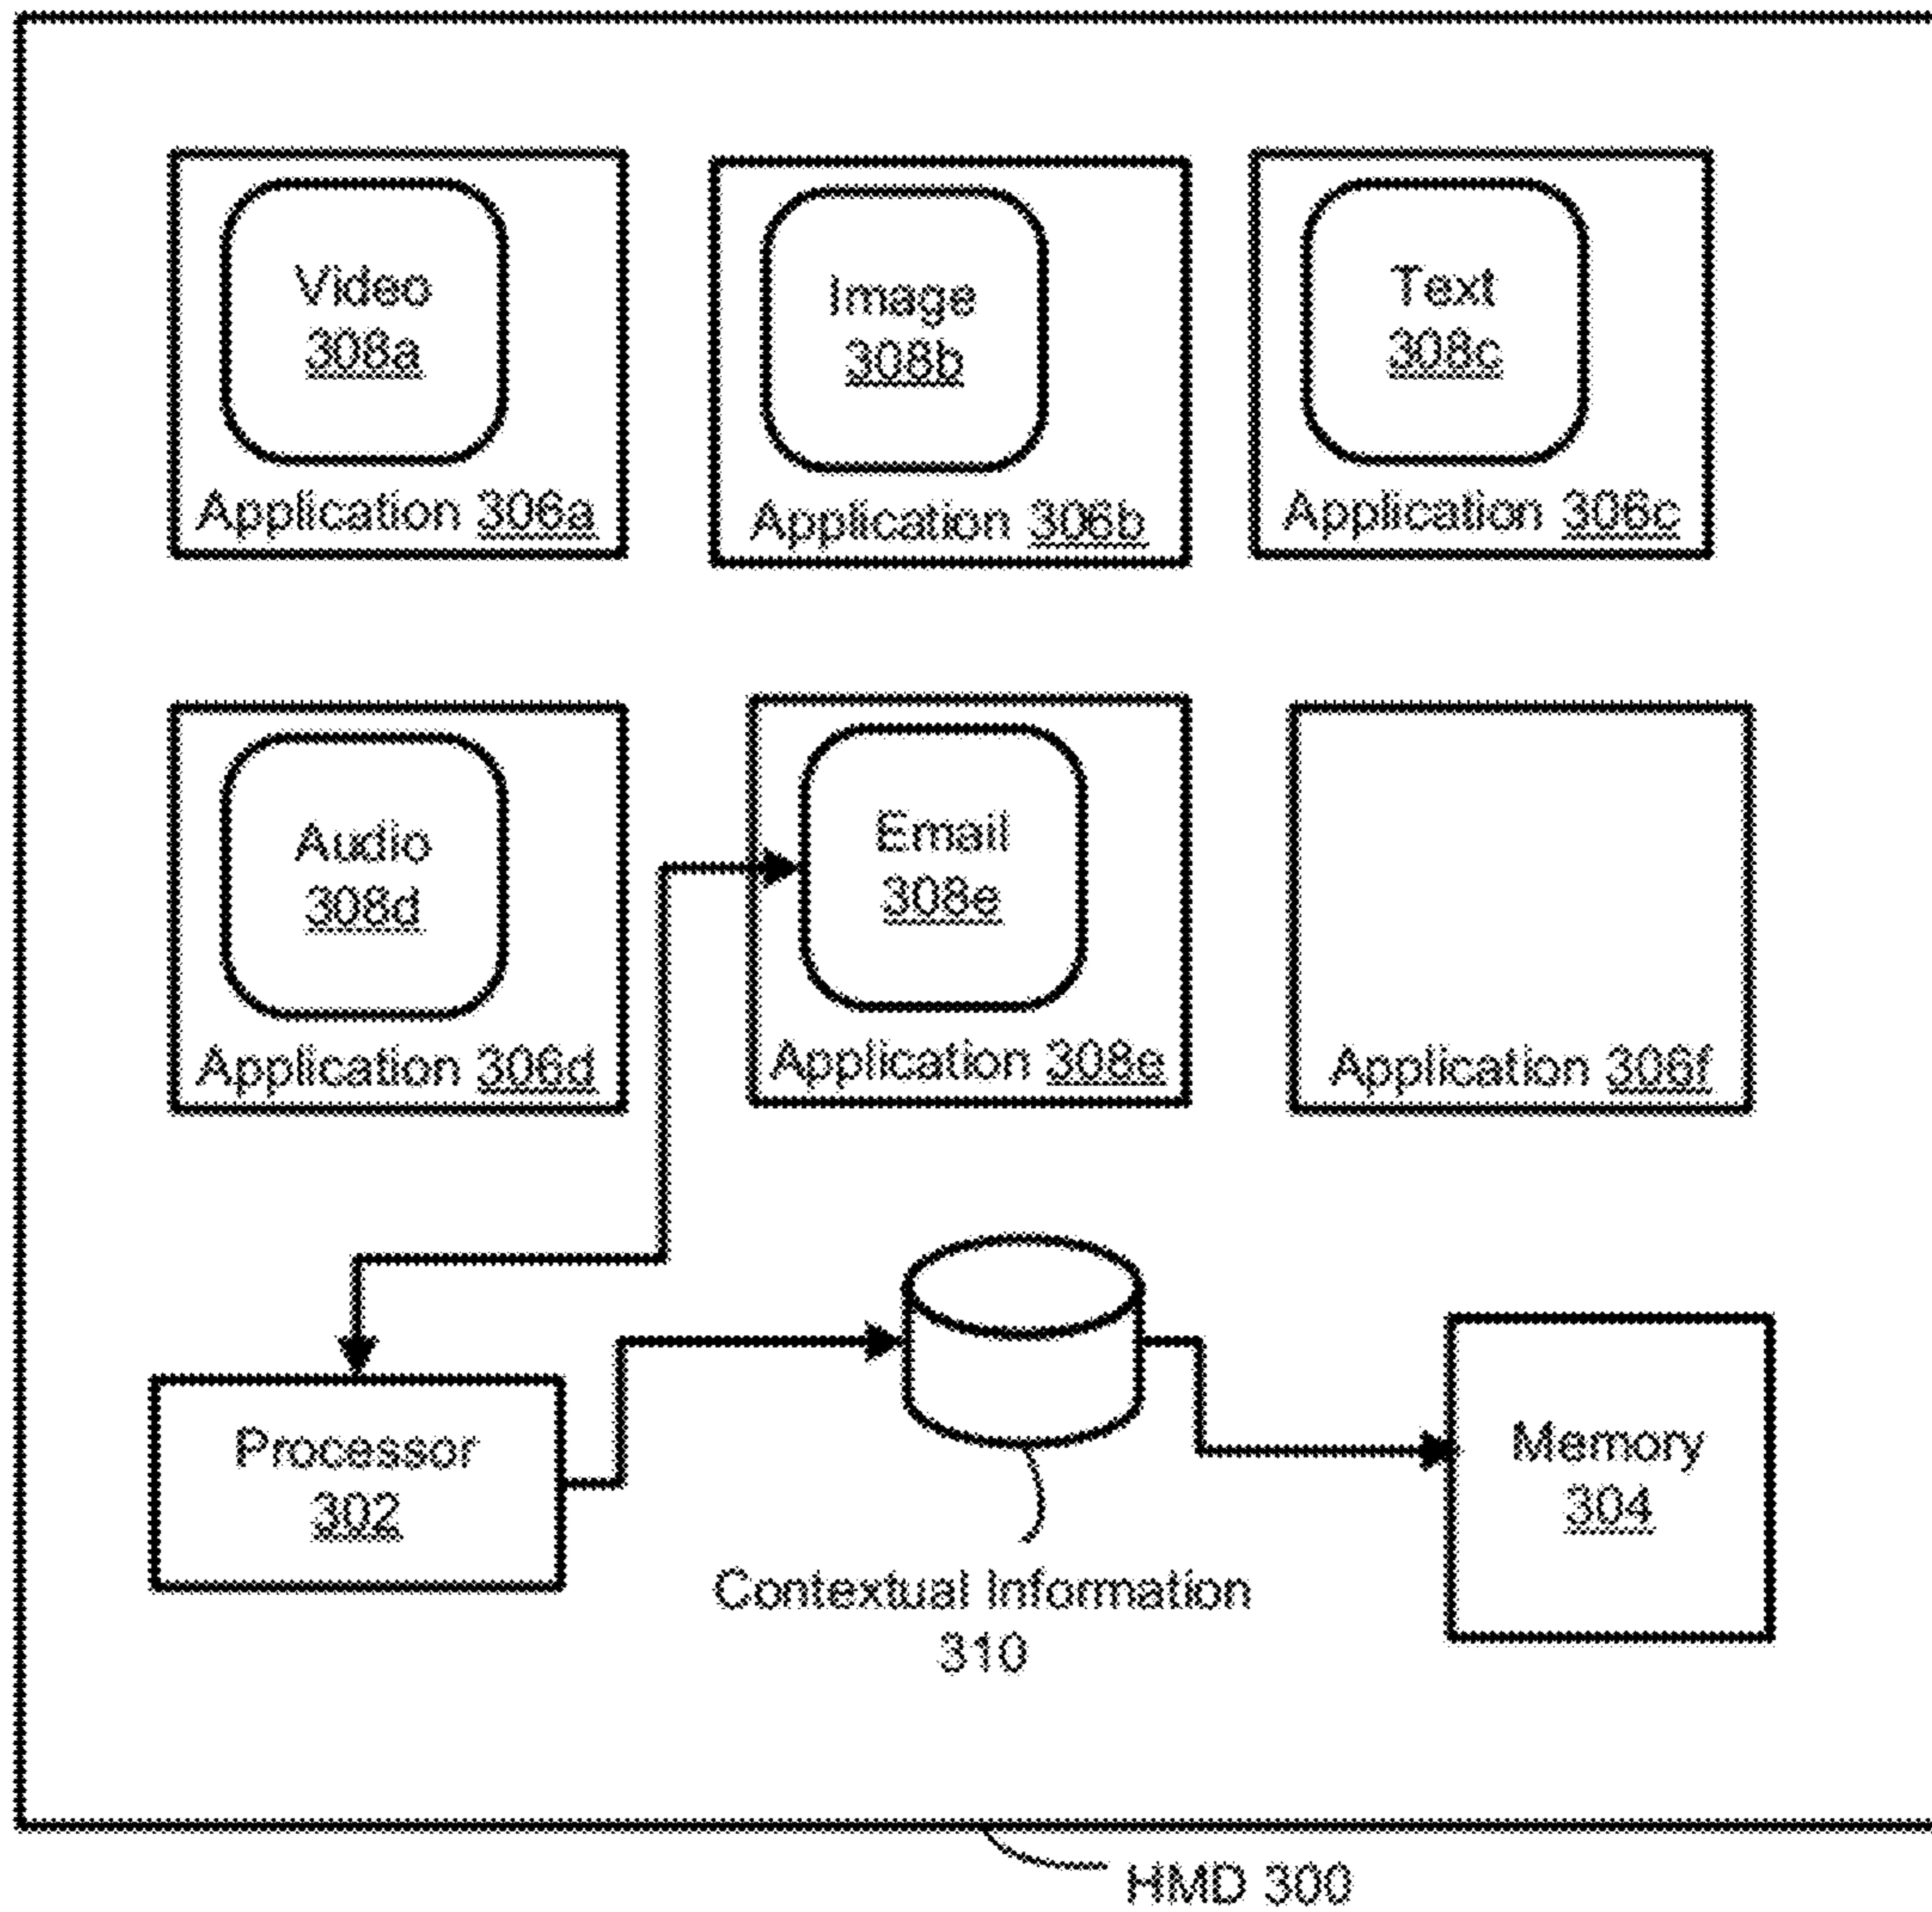 Video
308a
Application 306a
Image
308b
Application 306b
Text
308c
Application 306c
Audio
308d
Application 306d
Email
308e
Application 308e
Application 306f
Processor
302
Contextual Information
310
Memory
304
HMD 300